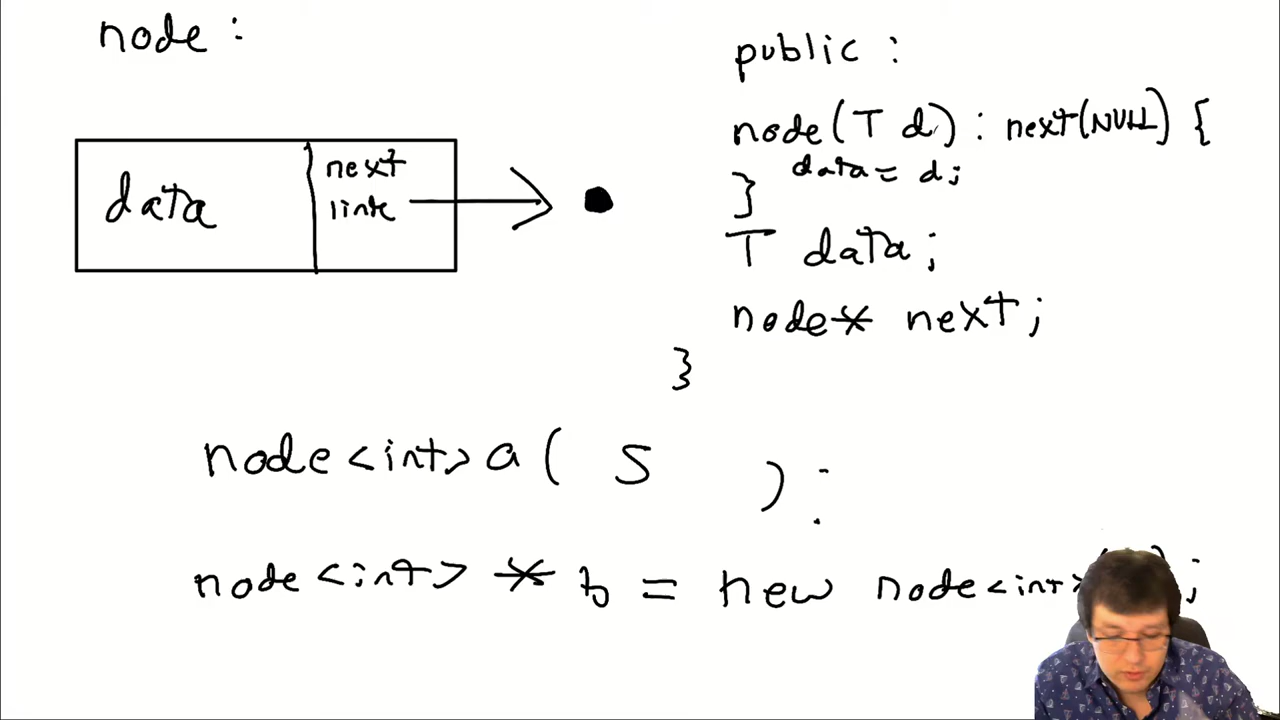 node :
data
next
link
public :
node(T d) : next(NULL) {
data = d;
}
T data;
node* next;
}
node<int> a( 5 );
node<int> * b = new node<int> ;